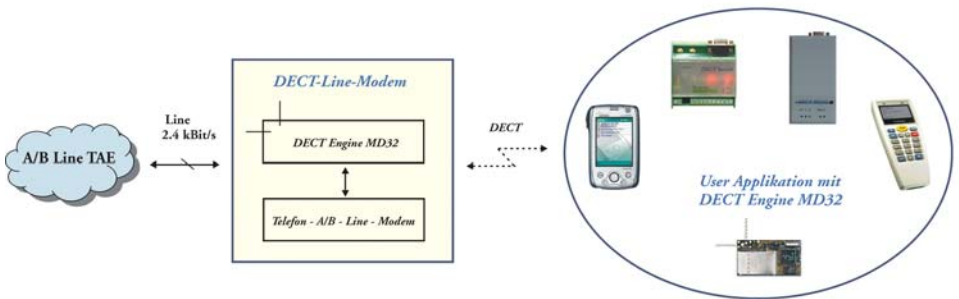 A/B Line TAE
Line
2.4 kBit/s
DECT-Line-Modem
DECT Engine MD32
Telefon - A/B - Line - Modem
DECT
User Applikation mit
DECT Engine MD32